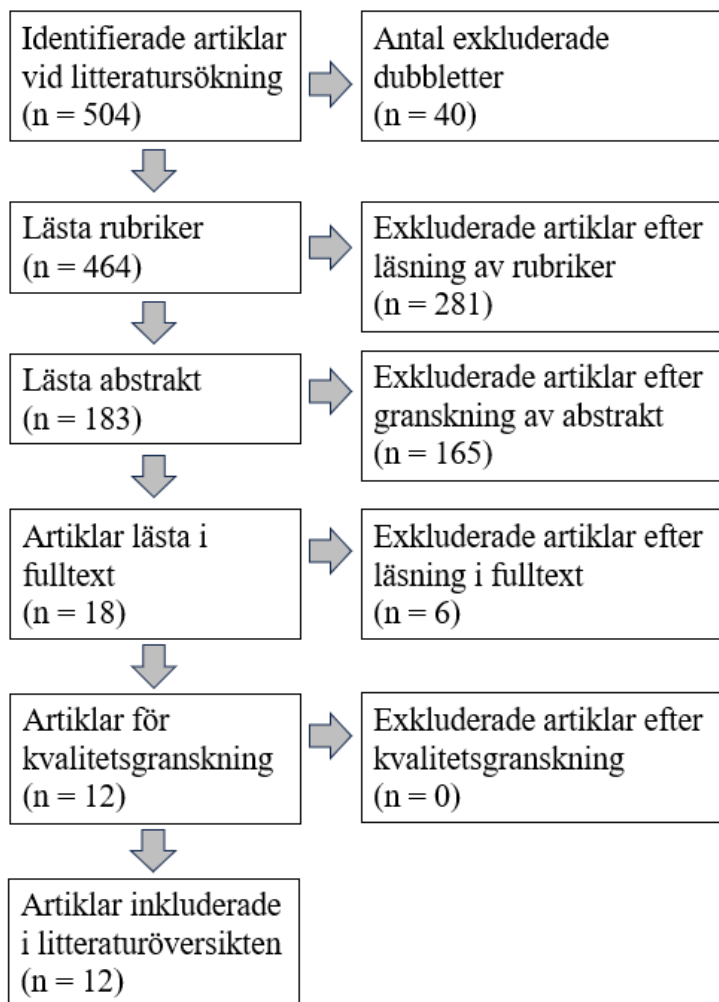 Identifierade artiklar
vid litteratursökning
(n = 504)
Antal exkluderade
dubbletter
(n = 40)
Lästa rubriker
(n = 464)
Exkluderade artiklar efter
läsning av rubriker
(n = 281)
Lästa abstrakt
(n = 183)
Exkluderade artiklar efter
granskning av abstrakt
(n = 165)
Artiklar lästa i
fulltext
(n = 18)
Exkluderade artiklar efter
läsning i fulltext
(n = 6)
Artiklar för
kvalitetsgranskning
(n = 12)
Exkluderade artiklar efter
kvalitetsgranskning
(n = 0)
Artiklar inkluderade
i litteraturöversikten
(n = 12)